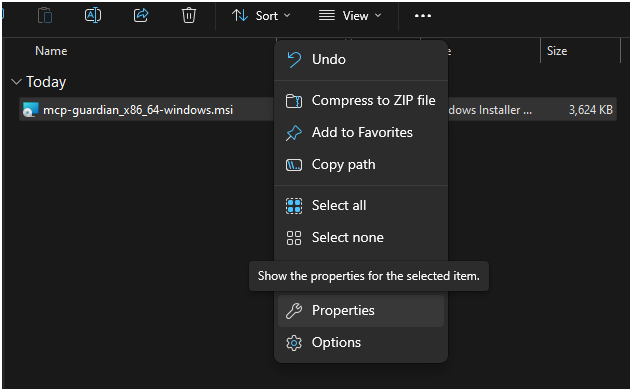 Sort
View
Name
Size
Today
mcp-guardian_x86_64-windows.msi
dows Installer ...
3,624 KB
Undo
Compress to ZIP file
Add to Favorites
Copy path
Select all
Select none
Show the properties for the selected item.
Properties
Options